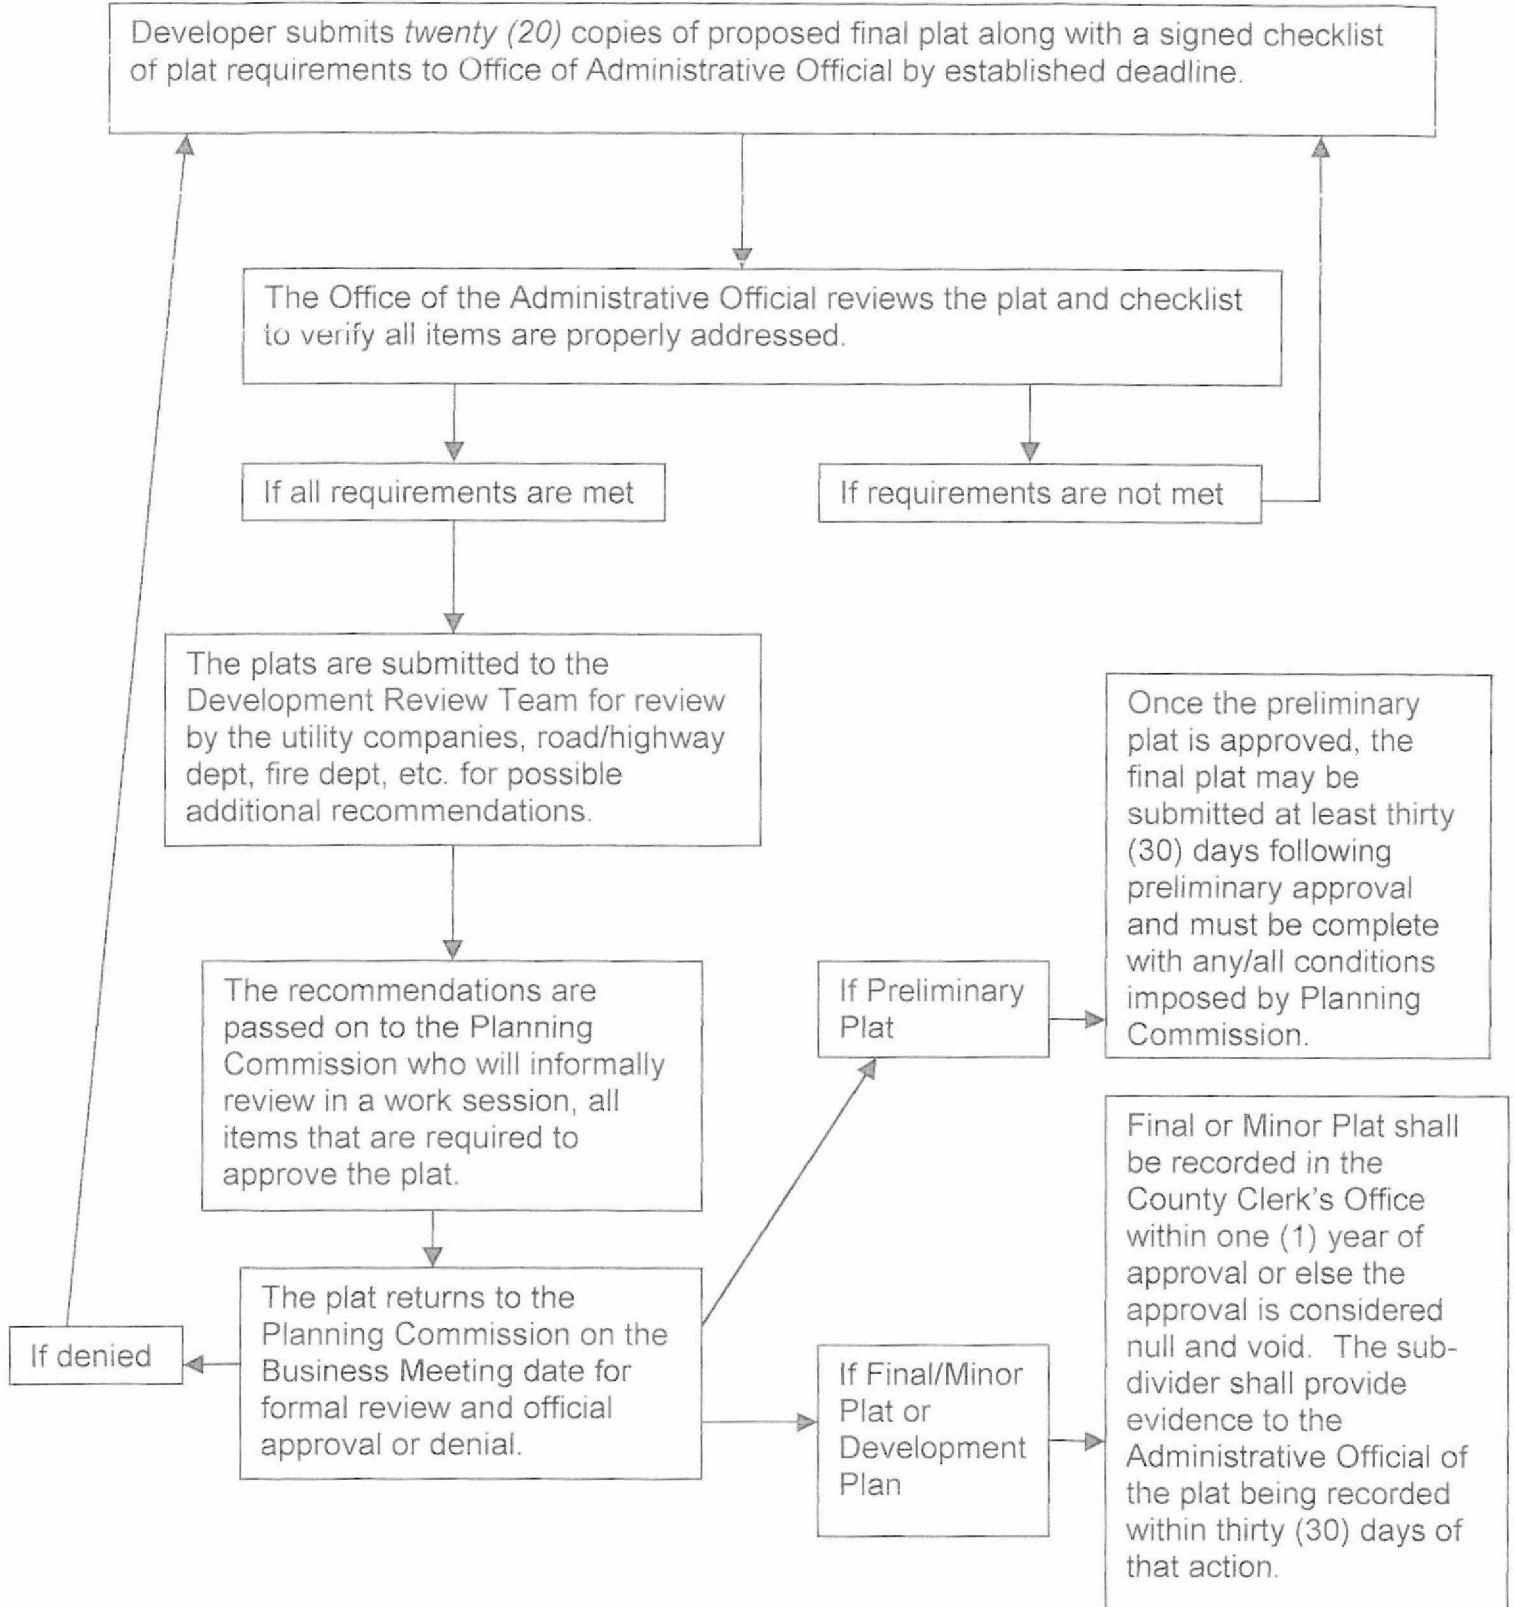 Developer submits twenty (20) copies of proposed final plat along with a signed checklist
of plat requirements to Office of Administrative Official by established deadline.
The Office of the Administrative Official reviews the plat and checklist
to verify all items are properly addressed.
If all requirements are met
If requirements are not met
The plats are submitted to the
Development Review Team for review
by the utility companies, road/highway
dept, fire dept, etc. for possible
additional recommendations.
Once the preliminary
plat is approved, the
final plat may be
submitted at least thirty
(30) days following
preliminary approval
and must be complete
with any/all conditions
imposed by Planning
Commission.
The recommendations are
passed on to the Planning
Commission who will informally
review in a work session, all
items that are required to
approve the plat.
If Preliminary
Plat
The plat returns to the
Planning Commission on the
Business Meeting date for
formal review and official
approval or denial.
If denied
If Final/Minor
Plat or
Development
Plan
Final or Minor Plat shall
be recorded in the
County Clerk's Office
within one (1) year of
approval or else the
approval is considered
null and void. The sub-
divider shall provide
evidence to the
Administrative Official of
the plat being recorded
within thirty (30) days of
that action.